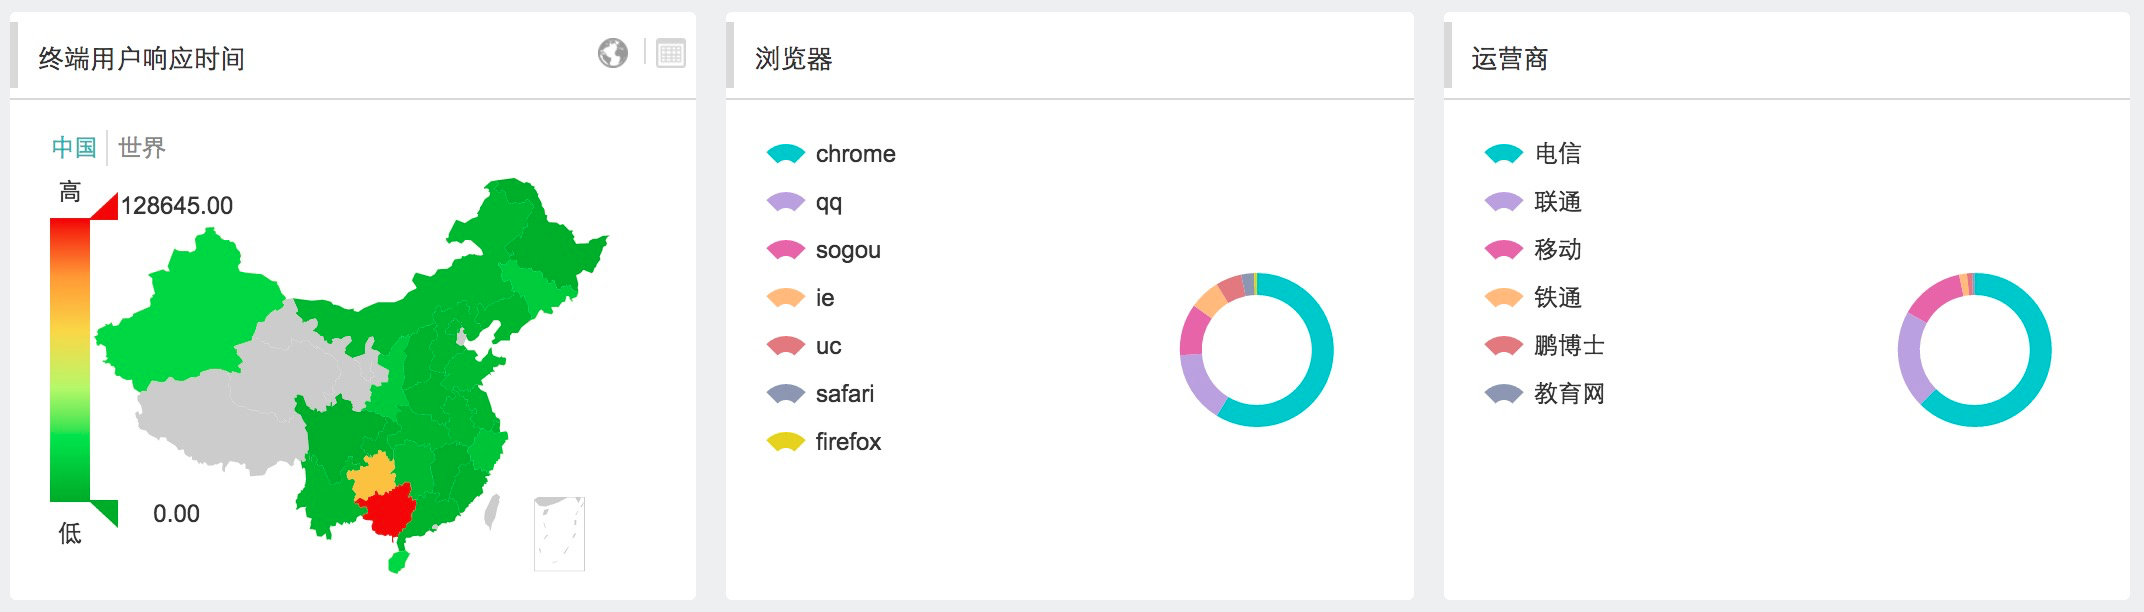 终端用户响应时间
中国 世界
高
128645.00
0.00
低
浏览器
chrome
qq
sogou
ie
uc
safari
firefox
运营商
电信
联通
移动
铁通
鹏博士
教育网